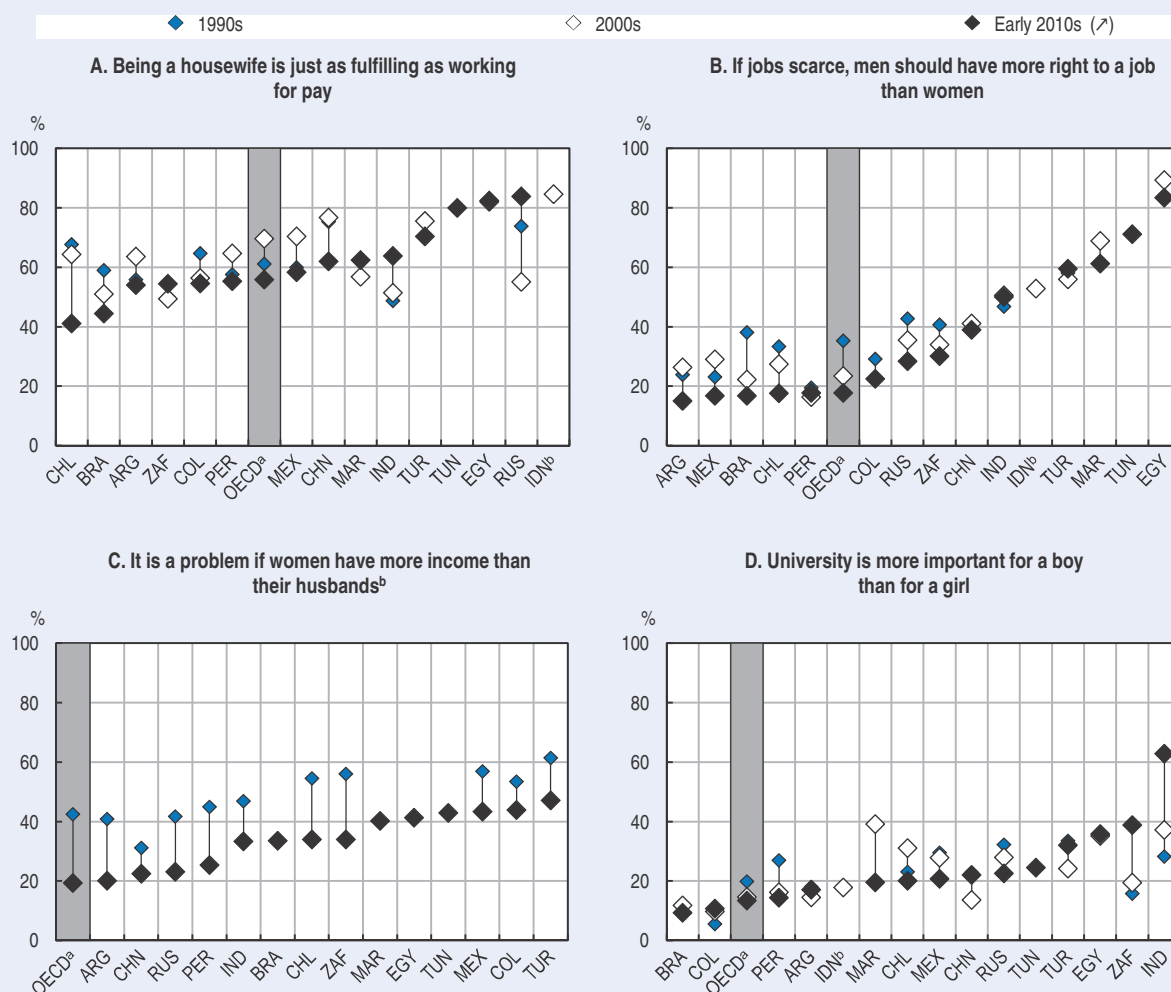 1990s 2000s Early 2010s (↗)
A. Being a housewife is just as fulfilling as working
for pay
%
100
80
60
40
20
0
CHL BRA ARG ZAF COL PER OECDᵃ MEX CHN MAR IND TUR TUN EGY RUS IDNᵇ
B. If jobs scarce, men should have more right to a job
than women
%
100
80
60
40
20
0
ARG MEX BRA CHL PER OECDᵃ COL RUS ZAF CHN IND IDNᵇ TUR MAR TUN EGY
C. It is a problem if women have more income than
their husbandsᵇ
%
100
80
60
40
20
0
OECDᵃ ARG CHN RUS PER IND BRA CHL ZAF MAR EGY TUN MEX COL TUR
D. University is more important for a boy
than for a girl
%
100
80
60
40
20
0
BRA COL OECDᵃ PER ARG IDNᵇ MAR CHL MEX CHN RUS TUN TUR EGY ZAF IND